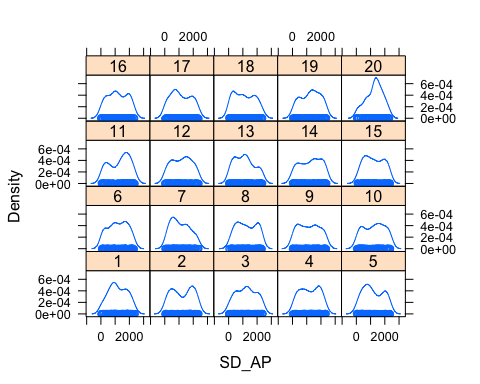 0 2000 0 2000
16 17 18 19 20
6e-04
4e-04
2e-04
0e+00
11 12 13 14 15
6e-04
4e-04
2e-04
0e+00
6 7 8 9 10
6e-04
4e-04
2e-04
0e+00
1 2 3 4 5
6e-04
4e-04
2e-04
0e+00
0 2000 0 2000 0 2000
Density
SD_AP